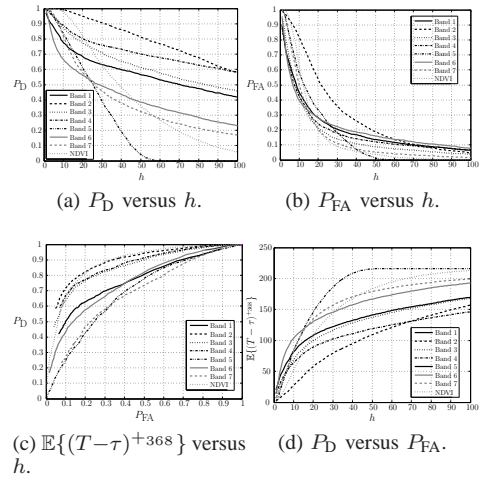 1
0.9
0.8
0.7
0.6
0.5
0.4
0.3
0.2
0.1
0
P_D
0 10 20 30 40 50 60 70 80 90 100
h
Band 1
Band 2
Band 3
Band 4
Band 5
Band 6
Band 7
NDVI
(a) P_D versus h.
1
0.9
0.8
0.7
0.6
0.5
0.4
0.3
0.2
0.1
0
P_FA
0 10 20 30 40 50 60 70 80 90 100
h
Band 1
Band 2
Band 3
Band 4
Band 5
Band 6
Band 7
NDVI
(b) P_FA versus h.
1
0.9
0.8
0.7
0.6
0.5
0.4
0.3
0.2
0.1
0
P_D
0 0.1 0.2 0.3 0.4 0.5 0.6 0.7 0.8 0.9 1
P_FA
Band 1
Band 2
Band 3
Band 4
Band 5
Band 6
Band 7
NDVI
(c) 𝔼{(T−τ)^{+368}} versus
h.
250
200
150
100
50
0
𝔼{(T − τ)^{+368}}
0 10 20 30 40 50 60 70 80 90 100
h
Band 1
Band 2
Band 3
Band 4
Band 5
Band 6
Band 7
NDVI
(d) P_D versus P_FA.